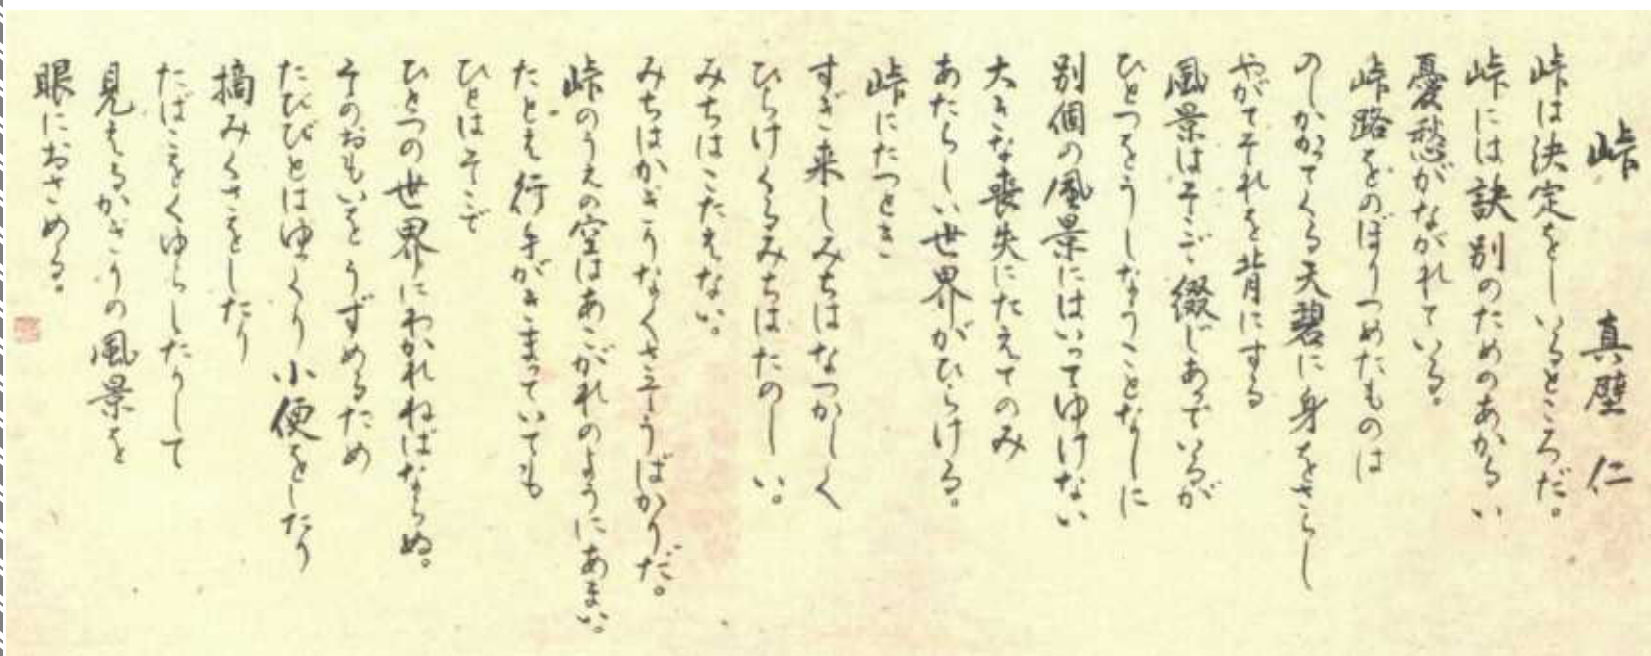 峠　真壁　仁
峠は決定をしいるところだ。
峠には訣別のためのあかるい
憂愁がながれている。
峠路をのぼりつめたものは
のしかかってくる天碧に身をさらし
やがてそれを背にする
風景はそこで綴じあっているが
ひとつをうしなうことなしに
別個の風景にはいってゆけない
大きな喪失にたえてのみ
あたらしい世界がひらける。
峠にたつとき
すぎ来しみちはなつかしく
ひらけくるみちはたのしい。
みちはこたえない。
みちはかぎりなくさそうばかりだ。
峠のうえの空はあこがれのようにあまい。
たとえ行手がきまっていても
ひとはそこで
ひとつの世界にわかれねばならぬ。
そのおもいをうずめるため
たびびとはゆっくり小便をしたり
摘みくさをしたり
たばこをくゆらしたりして
見えるかぎりの風景を
眼におさめる。